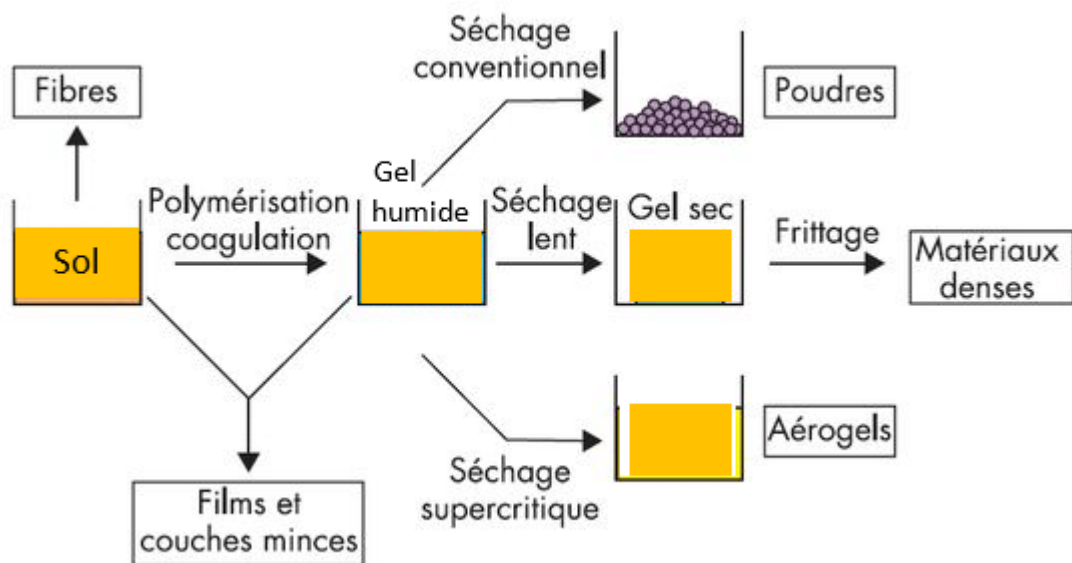 Fibres
Sol
Polymérisation
coagulation
Gel
humide
Films et
couches minces
Séchage
conventionnel
Poudres
Séchage
lent
Gel sec
Frittage
Matériaux
denses
Séchage
supercritique
Aérogels